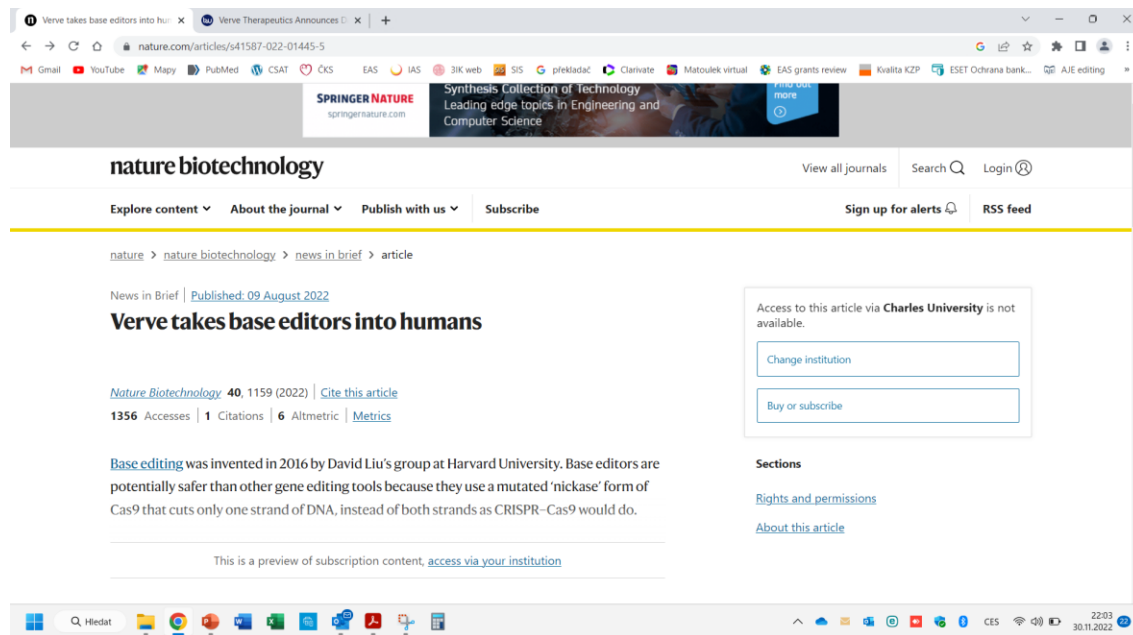 Verve takes base editors into hun
Verve Therapeutics Announces D
nature.com/articles/s41587-022-01445-5
Gmail YouTube Mapy PubMed CSAT ČKS EAS IAS 3IK web SIS překladač Clarivate Matoulek virtual EAS grants review Kvalita KZP ESET Ochrana bank... AJE editing »
SPRINGER NATURE
springernature.com
Synthesis Collection of Technology
Leading edge topics in Engineering and
Computer Science
Find out
more
nature biotechnology
View all journals Search Login
Explore content About the journal Publish with us Subscribe
Sign up for alerts RSS feed
nature > nature biotechnology > news in brief > article
News in Brief | Published: 09 August 2022
Verve takes base editors into humans
Nature Biotechnology 40, 1159 (2022) | Cite this article
1356 Accesses | 1 Citations | 6 Altmetric | Metrics
Base editing was invented in 2016 by David Liu's group at Harvard University. Base editors are
potentially safer than other gene editing tools because they use a mutated 'nickase' form of
Cas9 that cuts only one strand of DNA, instead of both strands as CRISPR–Cas9 would do.
This is a preview of subscription content, access via your institution
Access to this article via Charles University is not
available.
Change institution
Buy or subscribe
Sections
Rights and permissions
About this article
Hledat
CES
22:03
30.11.2022
22